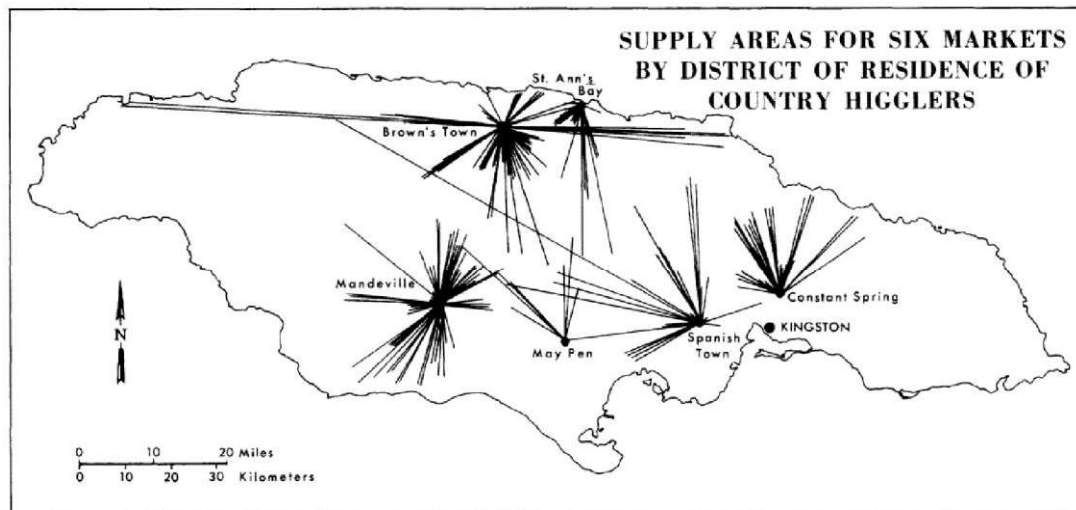 SUPPLY AREAS FOR SIX MARKETS
BY DISTRICT OF RESIDENCE OF
COUNTRY HIGGLERS
St. Ann's
Bay
Brown's Town
Mandeville
Constant Spring
KINGSTON
Spanish
Town
May Pen
N
0 10 20 Miles
0 10 20 30 Kilometers